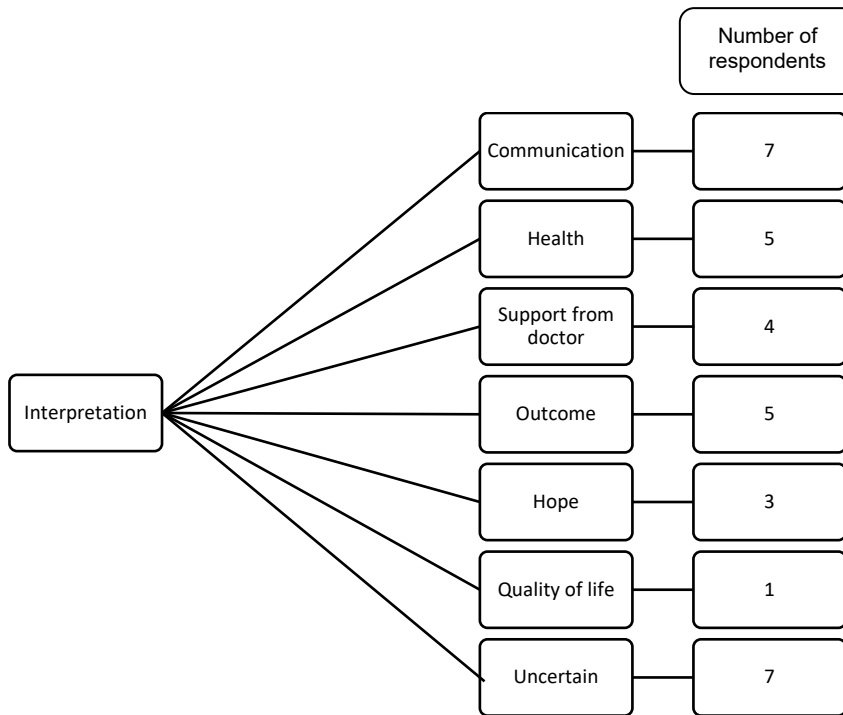 Number of
respondents
Communication
7
Health
5
Support from
doctor
4
Interpretation
Outcome
5
Hope
3
Quality of life
1
Uncertain
7